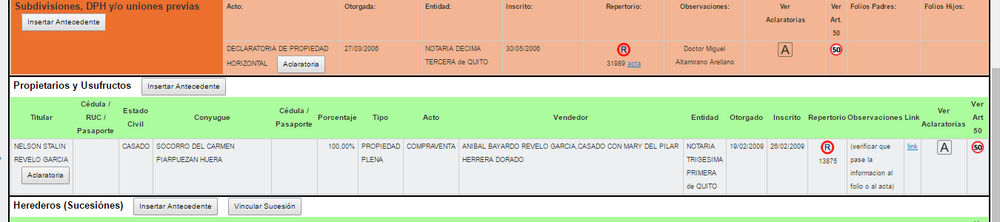 Subdivisiones, DPH y/o uniones previas
Insertar Antecedente
Acto: Otorgada: Entidad: Inscrito: Repertorio: Observaciones: Ver Aclaratorias Ver Art. 50 Folios Padres: Folios Hijos:
DECLARATORIA DE PROPIEDAD HORIZONTAL Aclaratoria 27/03/2006 NOTARIA DECIMA TERCERA de QUITO 30/05/2006 R 31989 acta Doctor Miguel Altamirano Arellano A 50
Propietarios y Usufructos Insertar Antecedente
Titular Cédula / RUC / Pasaporte Estado Civil Conyugue Cédula / Pasaporte Porcentaje Tipo Acto Vendedor Entidad Otorgado Inscrito Repertorio Observaciones Link Ver Aclaratorias Ver Art 50
NELSON STALIN REVELO GARCIA Aclaratoria CASADO SOCORRO DEL CARMEN PIARPUEZAN HUERA 100,00% PROPIEDAD PLENA COMPRAVENTA ANIBAL BAYARDO REVELO GARCIA,CASADO CON MARY DEL PILAR HERRERA DORADO NOTARIA TRIGESIMA PRIMERA de QUITO 19/02/2009 26/02/2009 R 13875 (verificar que pase la informacion al folio o al acta) link A 50
Herederos (Sucesiónes) Insertar Antecedente Vincular Sucesión